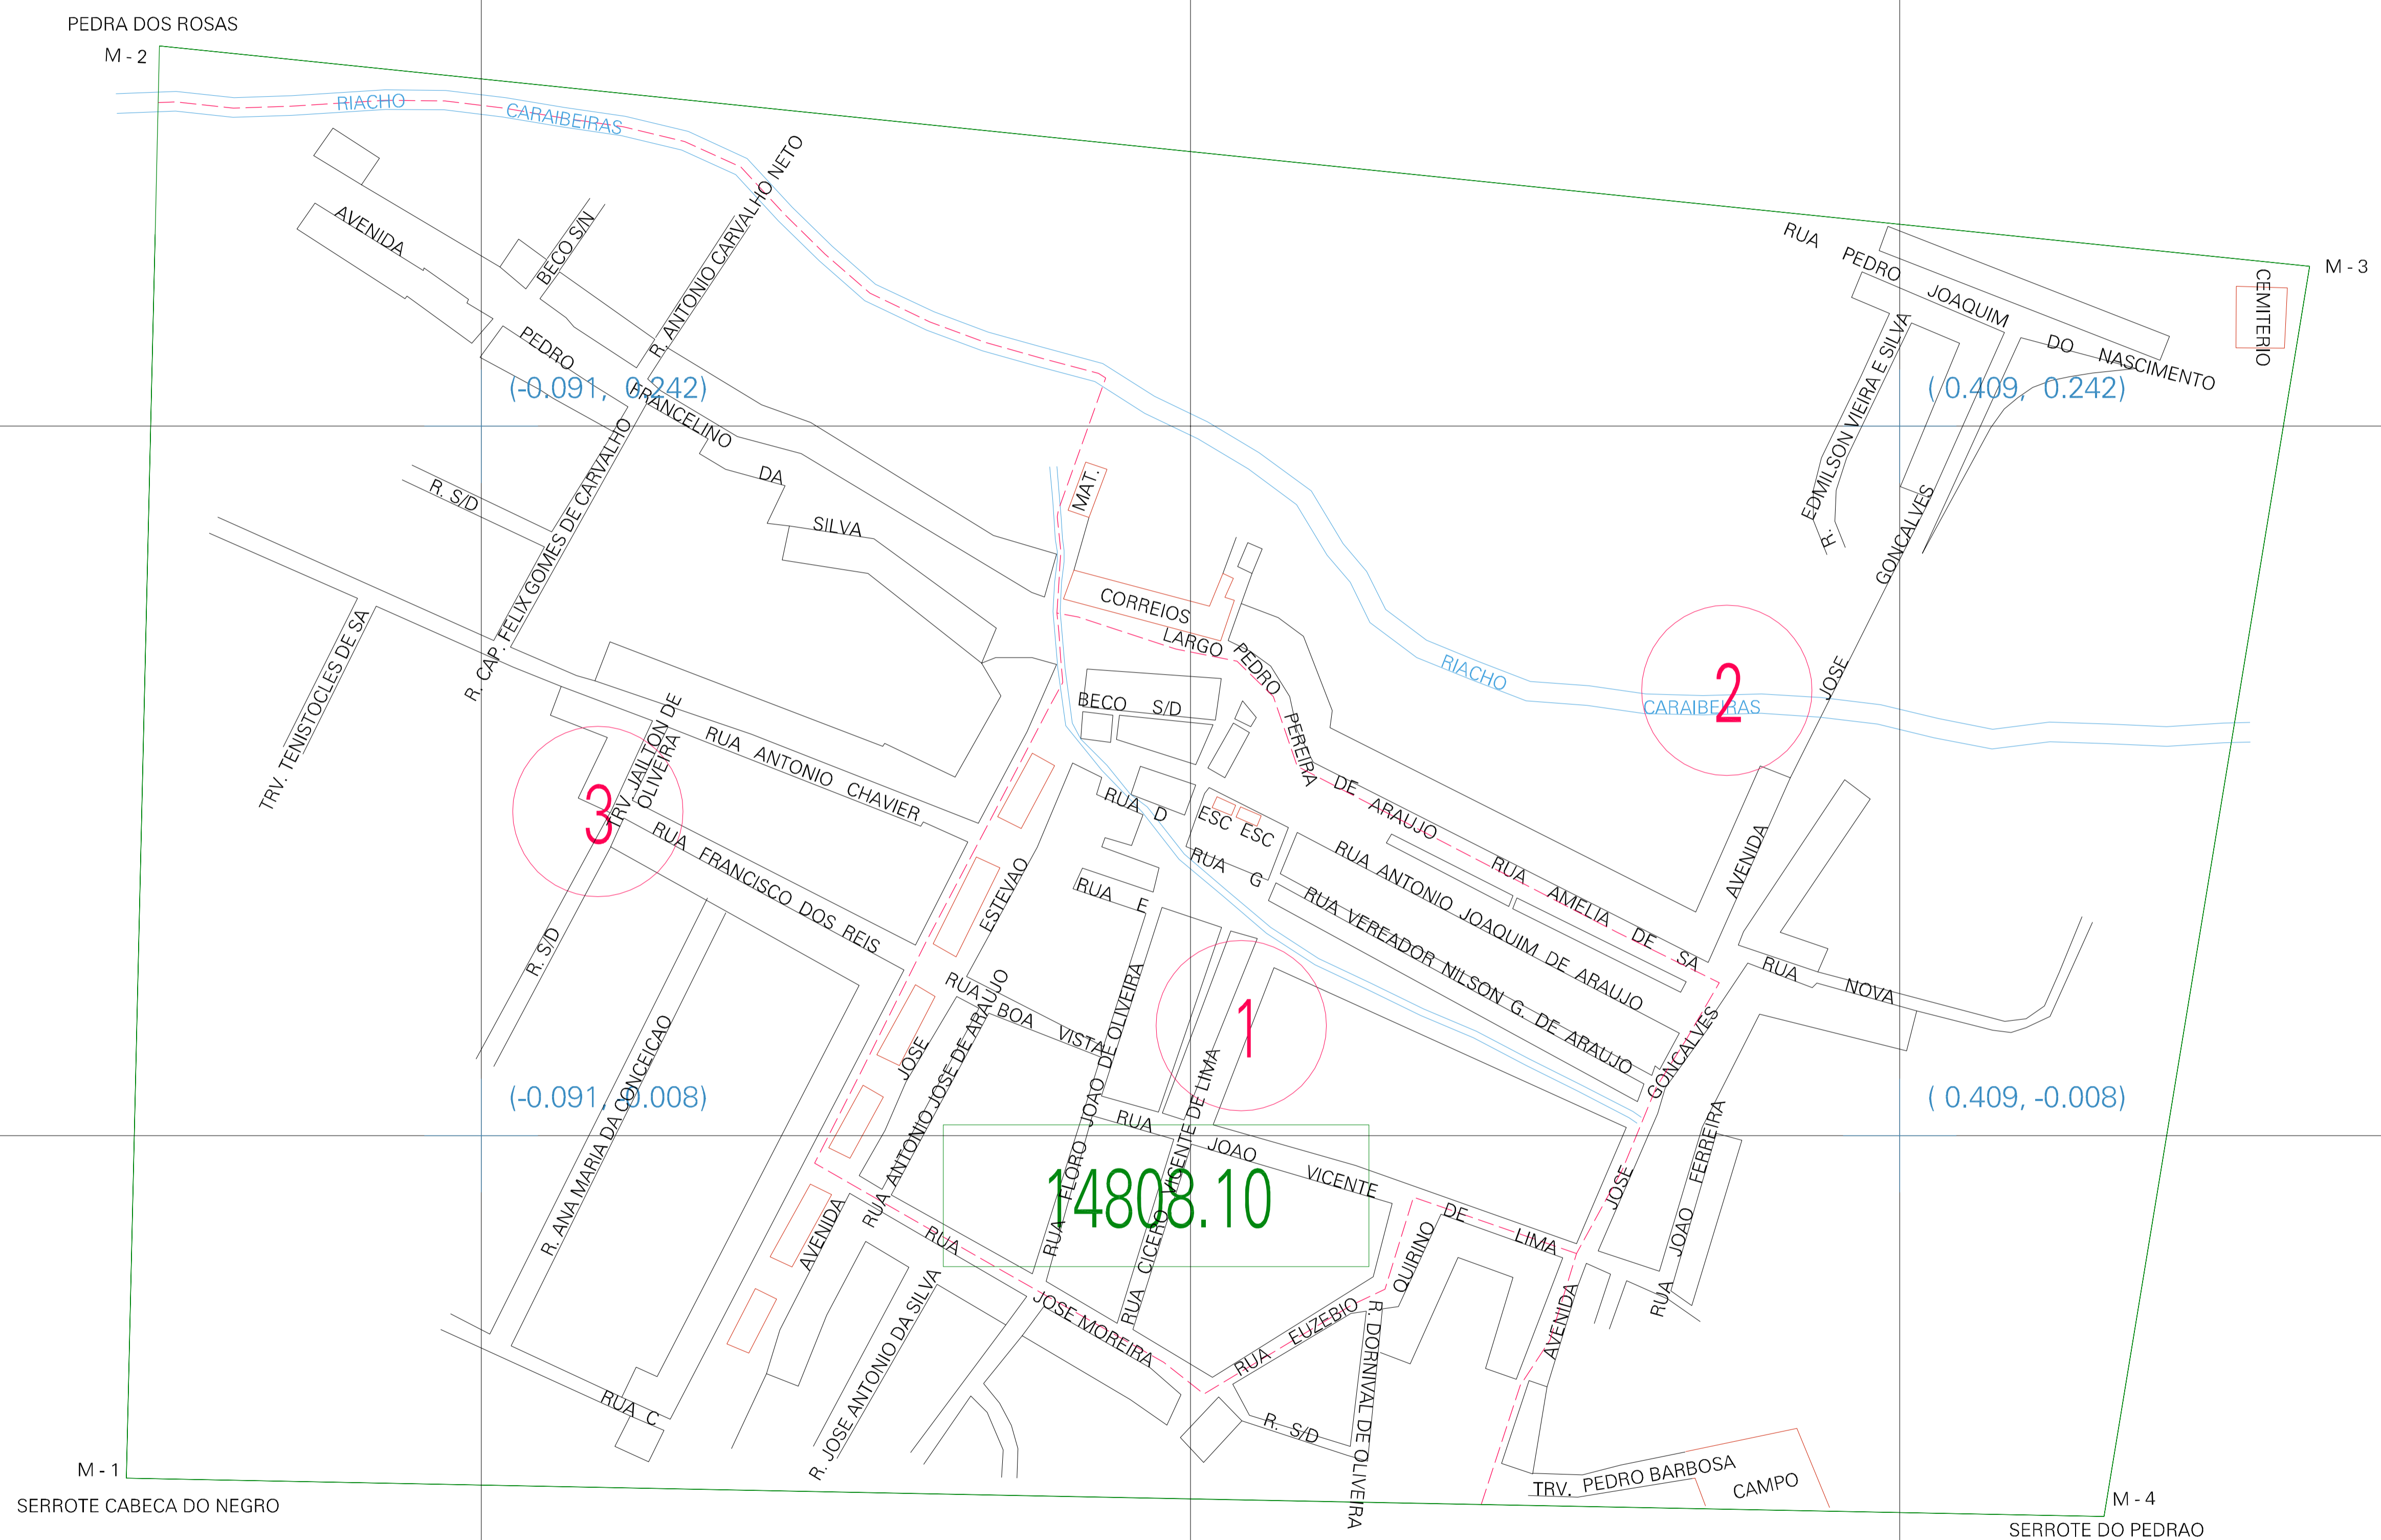 PEDRA DOS ROSAS
M - 2
RIACHO
CARAIBEIRAS
R. ANTONIO CARVALHO NETO
AVENIDA
BECO S/N
RUA PEDRO JOAQUIM DO NASCIMENTO
M - 3
CEMITERIO
PEDRO
FRANCELINO
DA
SILVA
(-0.091, 0.242)
( 0.409, 0.242)
R. EDMILSON VIEIRA E SILVA
R. S/D
R. CAP. FELIX GOMES DE CARVALHO
MAT.
AVENIDA JOSE GONCALVES
CORREIOS
LARGO PEDRO PEREIRA DE ARAUJO
TRV. TENISTOCLES DE SA
RIACHO
CARAIBEIRAS
2
BECO S/D
TRV. JAILTON DE
OLIVEIRA
RUA ANTONIO CHAVIER
3
RUA D
ESC ESC
RUA G
RUA AMELIA DE SA
RUA ANTONIO JOAQUIM DE ARAUJO
RUA VEREADOR NILSON G. DE ARAUJO
RUA FRANCISCO DOS REIS
RUA E
R. S/D
RUA NOVA
AVENIDA JOSE ESTEVAO
RUA BOA VISTA
1
RUA ANTONIO JOSE DE ARAUJO
RUA FLORO JOAO DE OLIVEIRA
RUA CICERO VICENTE DE LIMA
R. ANA MARIA DA CONCEICAO
(-0.091, -0.008)
( 0.409, -0.008)
RUA JOAO VICENTE DE LIMA
AVENIDA JOSE GONCALVES
RUA JOAO FERREIRA
14808.10
RUA JOSE MOREIRA
RUA EUZEBIO QUIRINO
R. JOSE ANTONIO DA SILVA
R. DORNIVAL DE OLIVEIRA
RUA C
R. S/D
TRV. PEDRO BARBOSA
CAMPO
M - 1
SERROTE CABECA DO NEGRO
M - 4
SERROTE DO PEDRAO